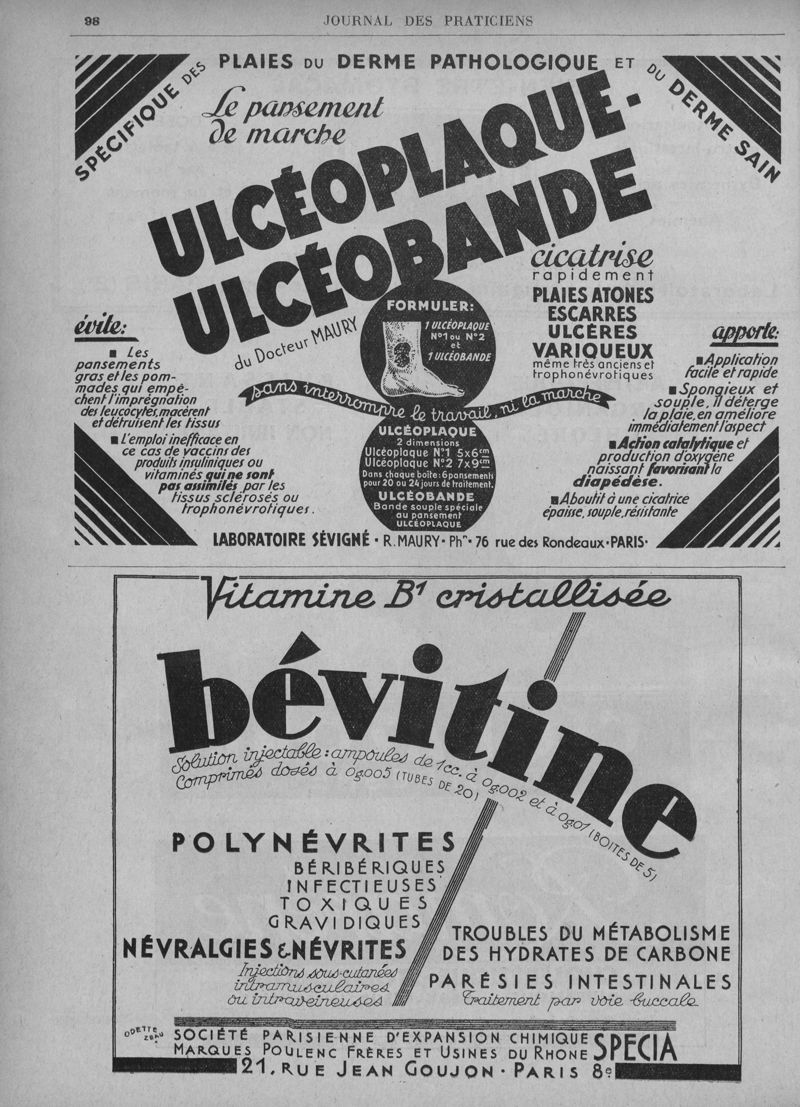 98
JOURNAL DES PRATICIENS
SPÉCIFIQUE DES PLAIES DU DERME PATHOLOGIQUE ET DU DERME SAIN
Le pansement
de marche
ULCÉOPLAQUE-
ULCÉOBANDE
du Docteur MAURY
cicatrise
rapidement
PLAIES ATONES
ESCARRES
ULCÈRES
VARIQUEUX
même très anciens et
trophonévrotiques
FORMULER:
1 ULCÉOPLAQUE
N°1 ou N°2
et
1 ULCÉOBANDE
évite:
■ Les
pansements
gras et les pom-
mades qui empê-
chent l'imprégnation
des leucocytes, macèrent
et détruisent les tissus
■ L'emploi inefficace en
ce cas de vaccins des
produits insuliniques ou
vitaminés qui ne sont
pas assimilés par les
tissus sclérosés ou
trophonévrotiques.
sans interrompre le travail, ni la marche
ULCÉOPLAQUE
2 dimensions
Ulcéoplaque N°1 5x6cm
Ulcéoplaque N°2 7x9cm
Dans chaque boîte: 6 pansements
pour 20 ou 24 jours de traitement.
ULCÉOBANDE
Bande souple spéciale
au pansement
ULCÉOPLAQUE
apporte:
■ Application
facile et rapide
■ Spongieux et
souple, il déterge
la plaie, en améliore
immédiatement l'aspect
■ Action catalytique et
production d'oxygène
naissant favorisant la
diapédèse.
■ Aboutit à une cicatrice
épaisse, souple, résistante
LABORATOIRE SÉVIGNÉ • R. MAURY • Phen • 76 rue des Rondeaux • PARIS •
Vitamine B1 cristallisée
bévitine
Solution injectable: ampoules de 1cc. à 0g002 et à 0g01 (BOITES DE 5)
Comprimés dosés à 0g005 (TUBES DE 20)
POLYNÉVRITES
BÉRIBÉRIQUES
INFECTIEUSES
TOXIQUES
GRAVIDIQUES
NÉVRALGIES & NÉVRITES
Injections sous-cutanées
intramusculaires
ou intraveineuses
TROUBLES DU MÉTABOLISME
DES HYDRATES DE CARBONE
PARÉSIES INTESTINALES
Traitement par voie buccale
SOCIÉTÉ PARISIENNE D'EXPANSION CHIMIQUE
MARQUES POULENC FRÈRES ET USINES DU RHONE SPECIA
21, RUE JEAN GOUJON • PARIS 8e